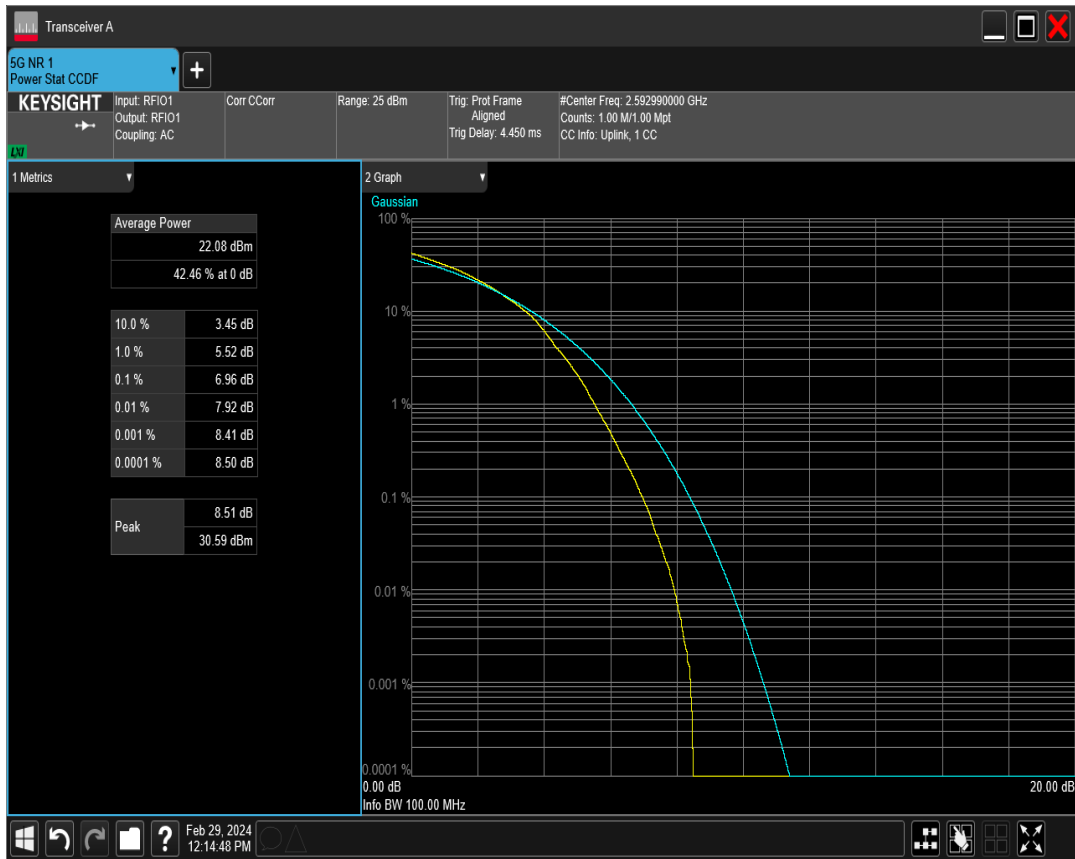 Transceiver A
5G NR 1
Power Stat CCDF
KEYSIGHT
LXI
Input: RFIO1
Output: RFIO1
Coupling: AC
Corr CCorr
Range: 25 dBm
Trig: Prot Frame
Aligned
Trig Delay: 4.450 ms
#Center Freq: 2.592990000 GHz
Counts: 1.00 M/1.00 Mpt
CC Info: Uplink, 1 CC
1 Metrics
Average Power
22.08 dBm
42.46 % at 0 dB
10.0 % 3.45 dB
1.0 % 5.52 dB
0.1 % 6.96 dB
0.01 % 7.92 dB
0.001 % 8.41 dB
0.0001 % 8.50 dB
Peak
8.51 dB
30.59 dBm
2 Graph
Gaussian
100 %
10 %
1 %
0.1 %
0.01 %
0.001 %
0.0001 %
0.00 dB 20.00 dB
Info BW 100.00 MHz
? Feb 29, 2024
12:14:48 PM